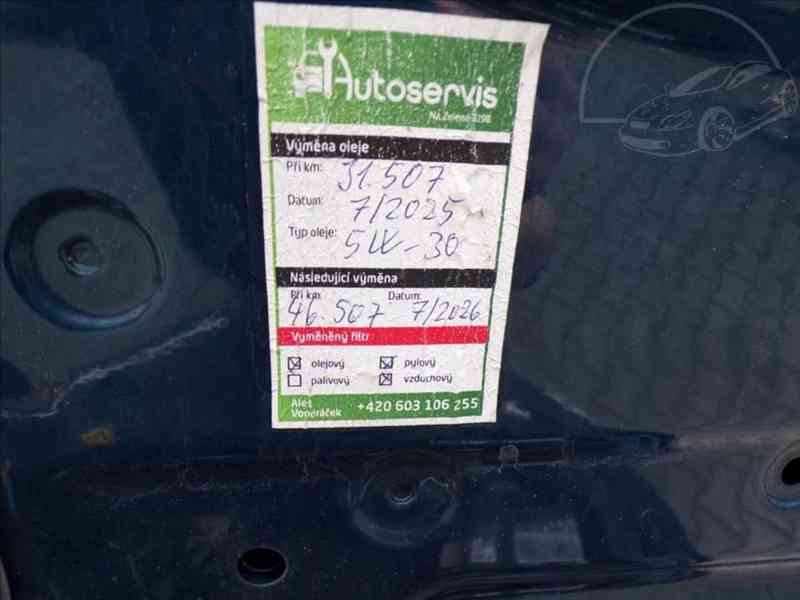 Autoservis
Na Zelené 3298
Výměna oleje
Při km: 31.507
Datum: 7/2025
Typ oleje: 5W-30
Následující výměna
Při km: Datum:
46.507 7/2026
Vyměněný filtr
olejový pylový
palivový vzduchový
Aleš
Vondráček +420 603 106 255